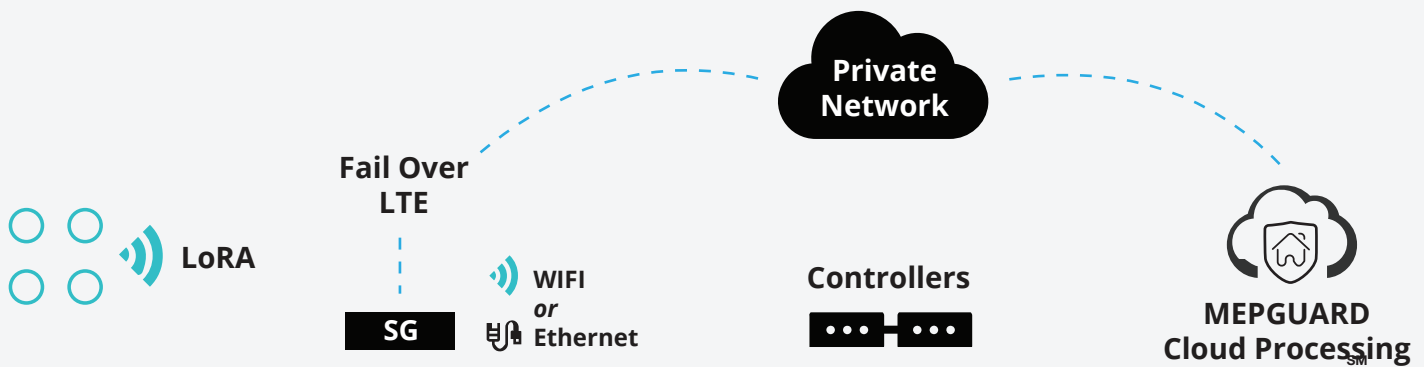 Private
Network
Fail Over
LTE
LoRA
SG
WIFI
or
Ethernet
Controllers
MEPGUARD
Cloud Processing
SM